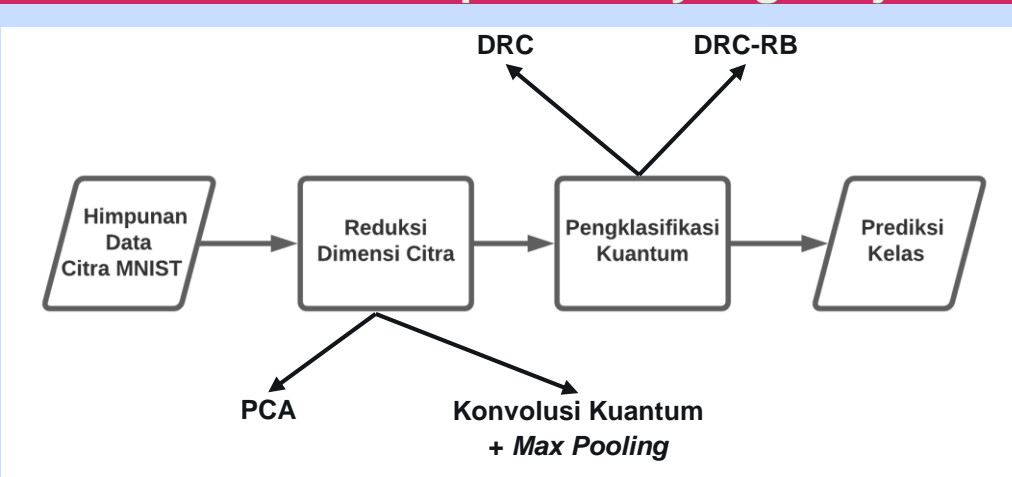 DRC DRC-RB
Himpunan
Data
Citra MNIST
Reduksi
Dimensi Citra
Pengklasifikasi
Kuantum
Prediksi
Kelas
PCA
Konvolusi Kuantum
+ Max Pooling